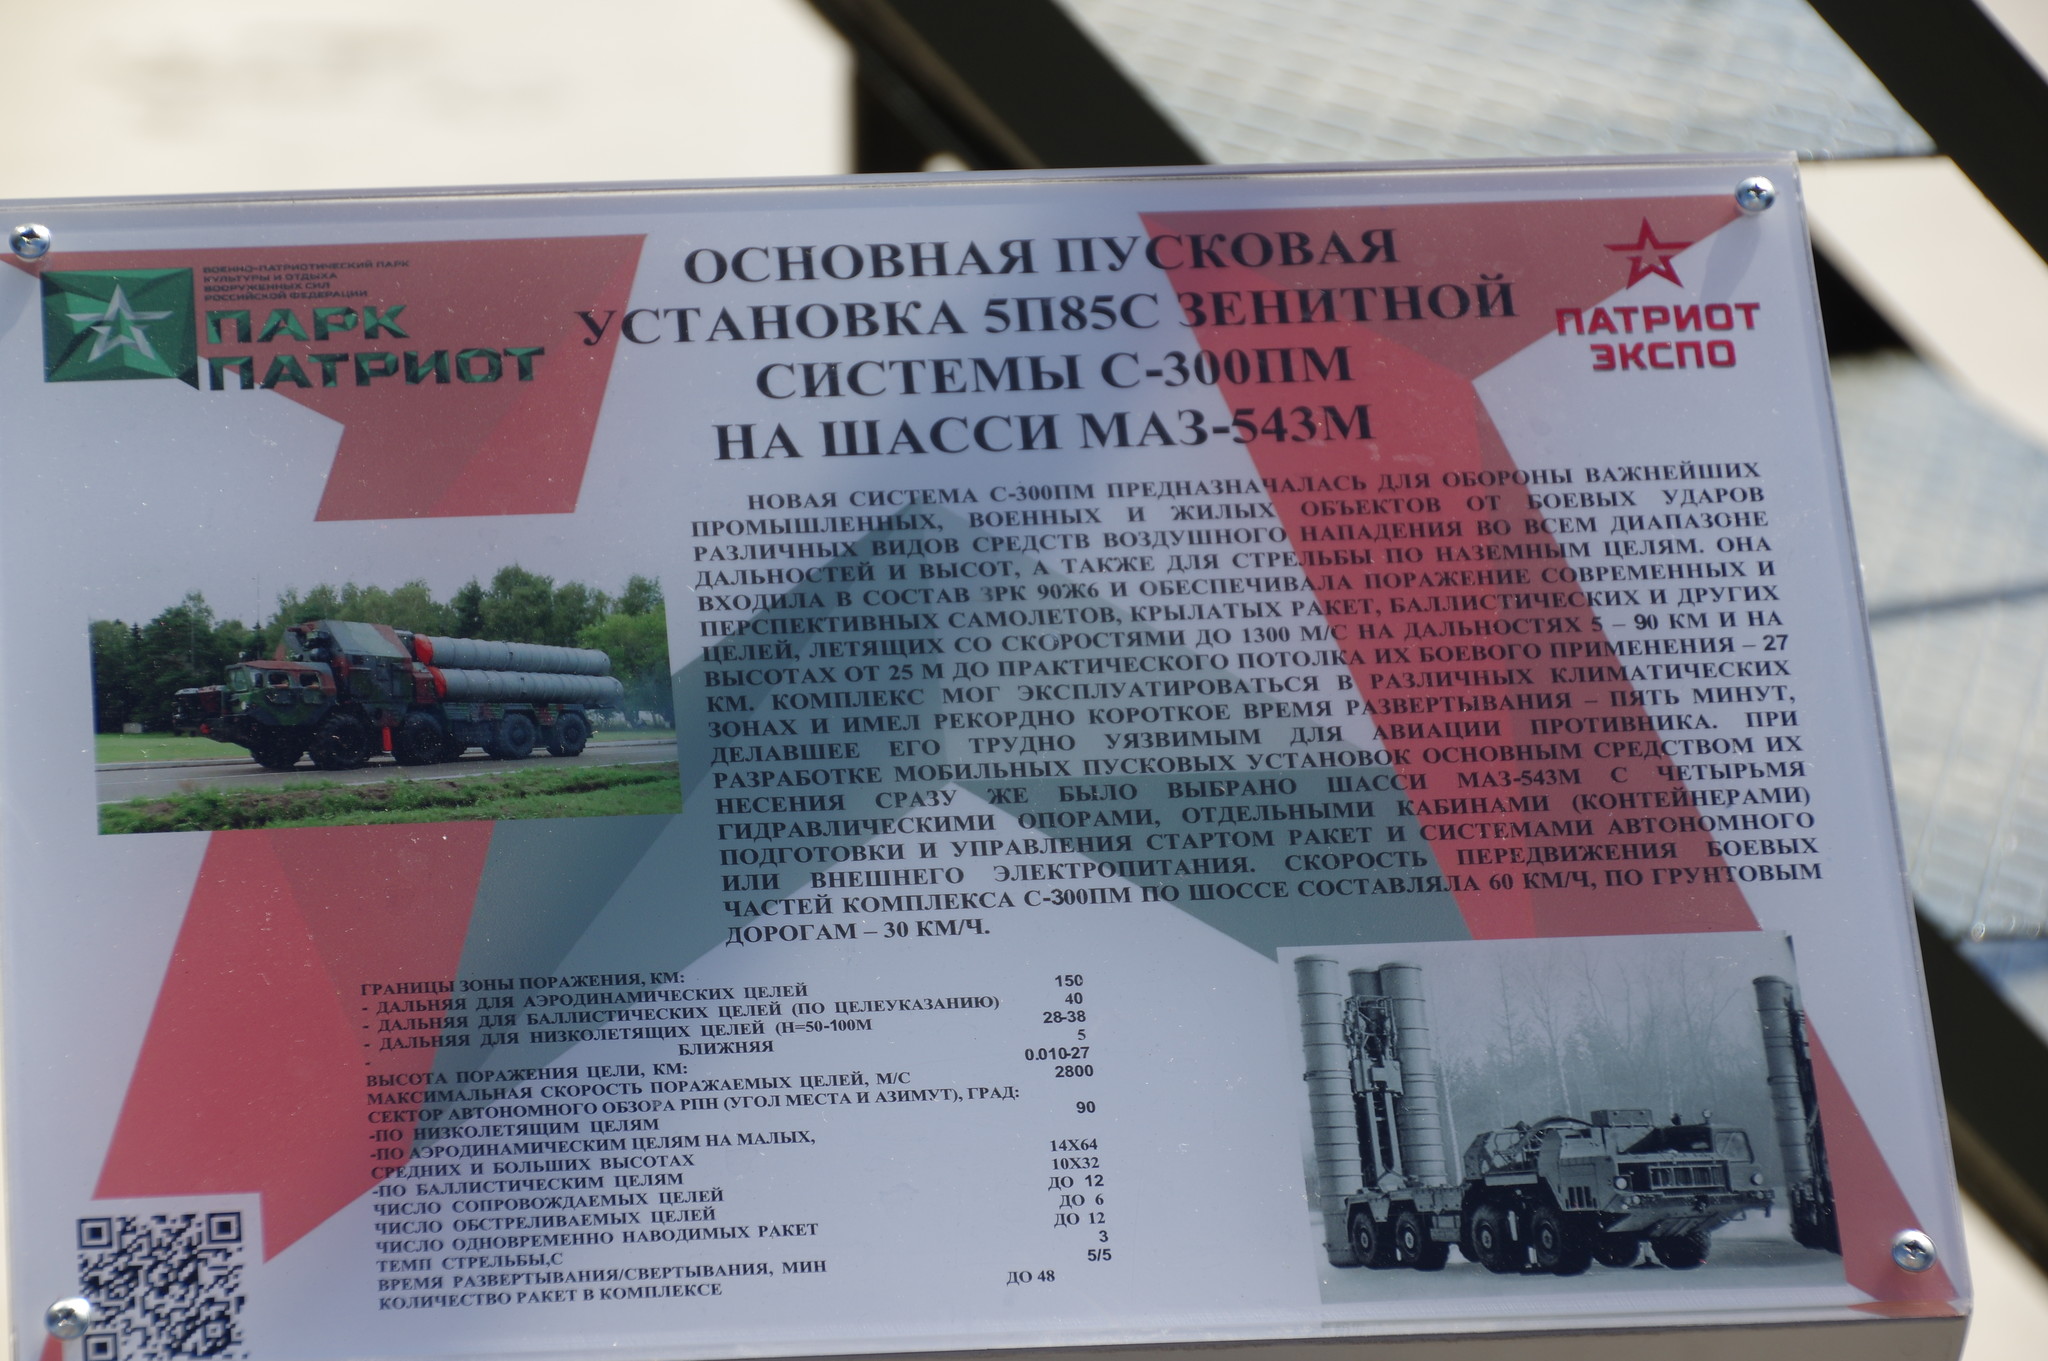 ВОЕННО-ПАТРИОТИЧЕСКИЙ ПАРК
КУЛЬТУРЫ И ОТДЫХА
ВООРУЖЕННЫХ СИЛ
РОССИЙСКОЙ ФЕДЕРАЦИИ
ПАРК
ПАТРИОТ
ОСНОВНАЯ ПУСКОВАЯ
УСТАНОВКА 5П85С ЗЕНИТНОЙ
СИСТЕМЫ С-300ПМ
НА ШАССИ МАЗ-543М
ПАТРИОТ
ЭКСПО
НОВАЯ СИСТЕМА С-300ПМ ПРЕДНАЗНАЧАЛАСЬ ДЛЯ ОБОРОНЫ ВАЖНЕЙШИХ
ПРОМЫШЛЕННЫХ, ВОЕННЫХ И ЖИЛЫХ ОБЪЕКТОВ ОТ БОЕВЫХ УДАРОВ
РАЗЛИЧНЫХ ВИДОВ СРЕДСТВ ВОЗДУШНОГО НАПАДЕНИЯ ВО ВСЕМ ДИАПАЗОНЕ
ДАЛЬНОСТЕЙ И ВЫСОТ, А ТАКЖЕ ДЛЯ СТРЕЛЬБЫ ПО НАЗЕМНЫМ ЦЕЛЯМ. ОНА
ВХОДИЛА В СОСТАВ ЗРК 90Ж6 И ОБЕСПЕЧИВАЛА ПОРАЖЕНИЕ СОВРЕМЕННЫХ И
ПЕРСПЕКТИВНЫХ САМОЛЕТОВ, КРЫЛАТЫХ РАКЕТ, БАЛЛИСТИЧЕСКИХ И ДРУГИХ
ЦЕЛЕЙ, ЛЕТЯЩИХ СО СКОРОСТЯМИ ДО 1300 М/С НА ДАЛЬНОСТЯХ 5 – 90 КМ И НА
ВЫСОТАХ ОТ 25 М ДО ПРАКТИЧЕСКОГО ПОТОЛКА ИХ БОЕВОГО ПРИМЕНЕНИЯ – 27
КМ. КОМПЛЕКС МОГ ЭКСПЛУАТИРОВАТЬСЯ В РАЗЛИЧНЫХ КЛИМАТИЧЕСКИХ
ЗОНАХ И ИМЕЛ РЕКОРДНО КОРОТКОЕ ВРЕМЯ РАЗВЕРТЫВАНИЯ – ПЯТЬ МИНУТ,
ДЕЛАВШЕЕ ЕГО ТРУДНО УЯЗВИМЫМ ДЛЯ АВИАЦИИ ПРОТИВНИКА. ПРИ
РАЗРАБОТКЕ МОБИЛЬНЫХ ПУСКОВЫХ УСТАНОВОК ОСНОВНЫМ СРЕДСТВОМ ИХ
НЕСЕНИЯ СРАЗУ ЖЕ БЫЛО ВЫБРАНО ШАССИ МАЗ-543М С ЧЕТЫРЬМЯ
ГИДРАВЛИЧЕСКИМИ ОПОРАМИ, ОТДЕЛЬНЫМИ КАБИНАМИ (КОНТЕЙНЕРАМИ)
ПОДГОТОВКИ И УПРАВЛЕНИЯ СТАРТОМ РАКЕТ И СИСТЕМАМИ АВТОНОМНОГО
ИЛИ ВНЕШНЕГО ЭЛЕКТРОПИТАНИЯ. СКОРОСТЬ ПЕРЕДВИЖЕНИЯ БОЕВЫХ
ЧАСТЕЙ КОМПЛЕКСА С-300ПМ ПО ШОССЕ СОСТАВЛЯЛА 60 КМ/Ч, ПО ГРУНТОВЫМ
ДОРОГАМ – 30 КМ/Ч.
ГРАНИЦЫ ЗОНЫ ПОРАЖЕНИЯ, КМ:
- ДАЛЬНЯЯ ДЛЯ АЭРОДИНАМИЧЕСКИХ ЦЕЛЕЙ 150
- ДАЛЬНЯЯ ДЛЯ БАЛЛИСТИЧЕСКИХ ЦЕЛЕЙ (ПО ЦЕЛЕУКАЗАНИЮ) 40
- ДАЛЬНЯЯ ДЛЯ НИЗКОЛЕТЯЩИХ ЦЕЛЕЙ (Н=50-100М 28-38
- БЛИЖНЯЯ 5
ВЫСОТА ПОРАЖЕНИЯ ЦЕЛИ, КМ: 0.010-27
МАКСИМАЛЬНАЯ СКОРОСТЬ ПОРАЖАЕМЫХ ЦЕЛЕЙ, М/С 2800
СЕКТОР АВТОНОМНОГО ОБЗОРА РПН (УГОЛ МЕСТА И АЗИМУТ), ГРАД:
-ПО НИЗКОЛЕТЯЩИМ ЦЕЛЯМ 90
-ПО АЭРОДИНАМИЧЕСКИМ ЦЕЛЯМ НА МАЛЫХ,
СРЕДНИХ И БОЛЬШИХ ВЫСОТАХ 14Х64
-ПО БАЛЛИСТИЧЕСКИМ ЦЕЛЯМ 10Х32
ЧИСЛО СОПРОВОЖДАЕМЫХ ЦЕЛЕЙ ДО 12
ЧИСЛО ОБСТРЕЛИВАЕМЫХ ЦЕЛЕЙ ДО 6
ЧИСЛО ОДНОВРЕМЕННО НАВОДИМЫХ РАКЕТ ДО 12
ТЕМП СТРЕЛЬБЫ,С 3
ВРЕМЯ РАЗВЕРТЫВАНИЯ/СВЕРТЫВАНИЯ, МИН 5/5
КОЛИЧЕСТВО РАКЕТ В КОМПЛЕКСЕ ДО 48